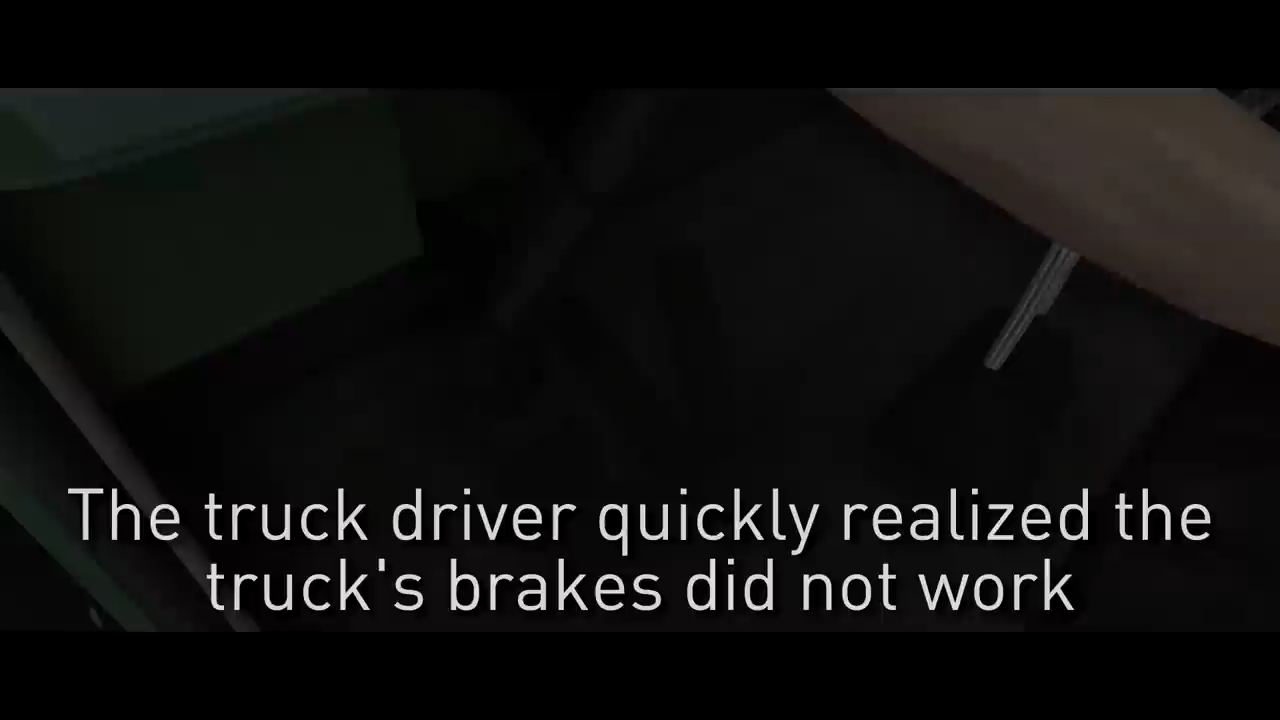 The truck driver quickly realized the
truck's brakes did not work